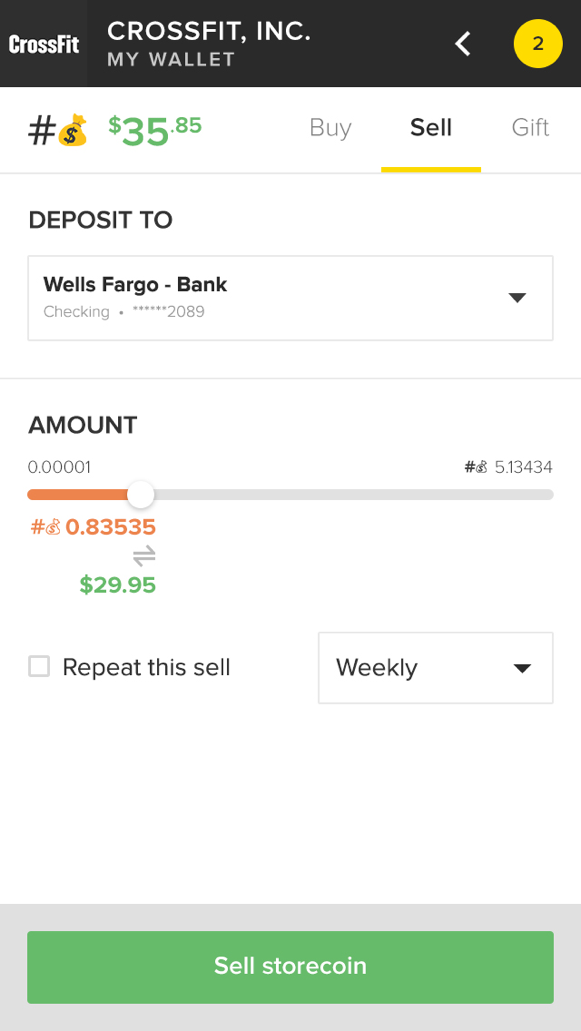 CrossFit
CROSSFIT, INC.
MY WALLET
2
#💰 $35.85
Buy
Sell
Gift
DEPOSIT TO
Wells Fargo - Bank
Checking • ******2089
AMOUNT
0.00001
#💰 5.13434
#💰 0.83535
⇌
$29.95
Repeat this sell
Weekly
Sell storecoin